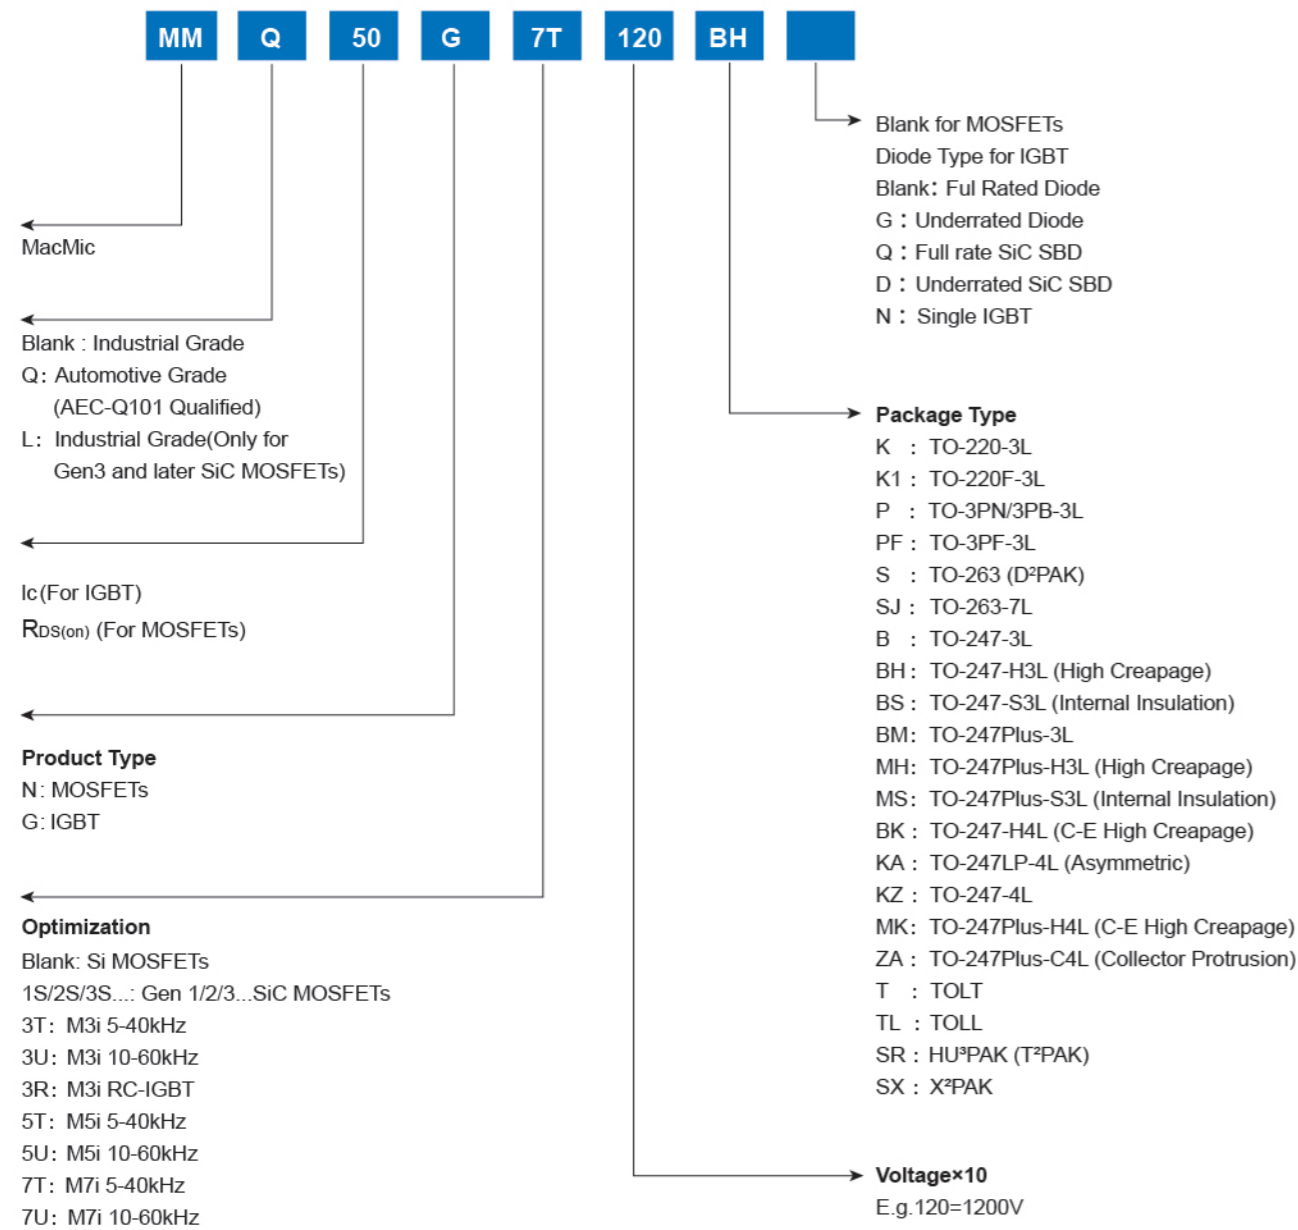 MM Q 50 G 7T 120 BH
MacMic
Blank : Industrial Grade
Q: Automotive Grade
(AEC-Q101 Qualified)
L: Industrial Grade(Only for
Gen3 and later SiC MOSFETs)
Ic(For IGBT)
RDS(on) (For MOSFETs)
Product Type
N: MOSFETs
G: IGBT
Optimization
Blank: Si MOSFETs
1S/2S/3S...: Gen 1/2/3...SiC MOSFETs
3T: M3i 5-40kHz
3U: M3i 10-60kHz
3R: M3i RC-IGBT
5T: M5i 5-40kHz
5U: M5i 10-60kHz
7T: M7i 5-40kHz
7U: M7i 10-60kHz
Blank for MOSFETs
Diode Type for IGBT
Blank: Ful Rated Diode
G : Underrated Diode
Q : Full rate SiC SBD
D : Underrated SiC SBD
N : Single IGBT
Package Type
K : TO-220-3L
K1 : TO-220F-3L
P : TO-3PN/3PB-3L
PF : TO-3PF-3L
S : TO-263 (D²PAK)
SJ : TO-263-7L
B : TO-247-3L
BH : TO-247-H3L (High Creapage)
BS : TO-247-S3L (Internal Insulation)
BM: TO-247Plus-3L
MH: TO-247Plus-H3L (High Creapage)
MS: TO-247Plus-S3L (Internal Insulation)
BK : TO-247-H4L (C-E High Creapage)
KA : TO-247LP-4L (Asymmetric)
KZ : TO-247-4L
MK: TO-247Plus-H4L (C-E High Creapage)
ZA : TO-247Plus-C4L (Collector Protrusion)
T : TOLT
TL : TOLL
SR : HU³PAK (T²PAK)
SX : X²PAK
Voltage×10
E.g.120=1200V